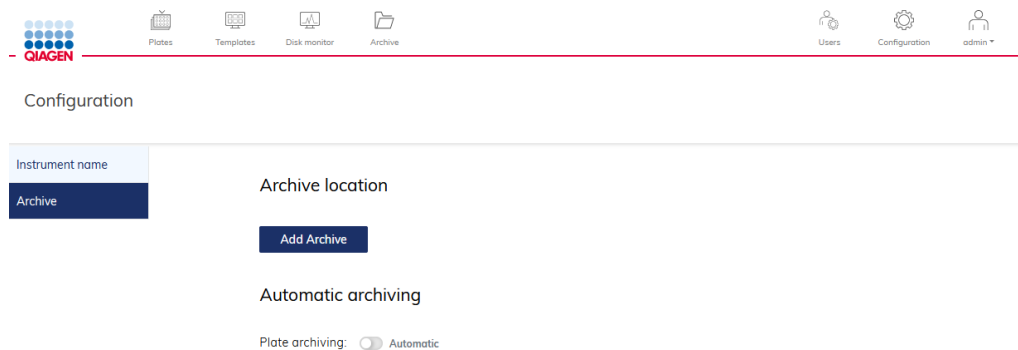 Plates Templates Disk monitor Archive Users Configuration admin
QIAGEN
Configuration
Instrument name
Archive
Archive location
Add Archive
Automatic archiving
Plate archiving: Automatic